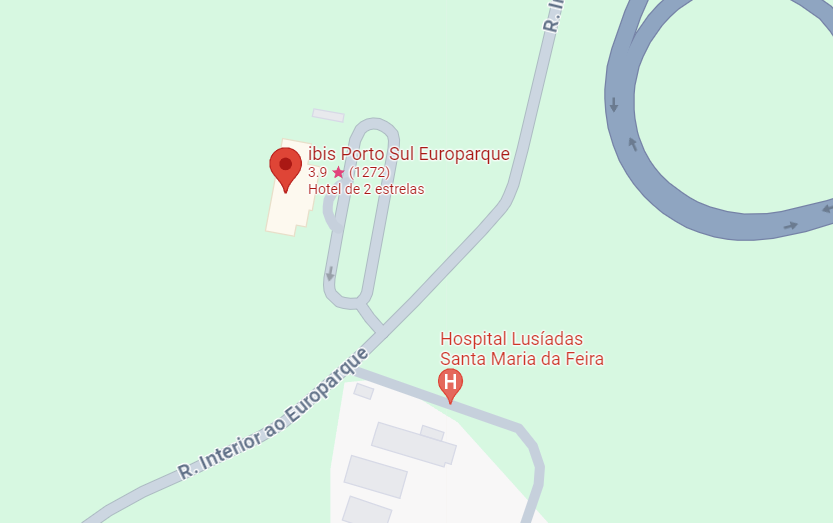 R. In
ibis Porto Sul Europarque
3.9 ★ (1272)
Hotel de 2 estrelas
Hospital Lusíadas
Santa Maria da Feira
H
R. Interior ao Europarque